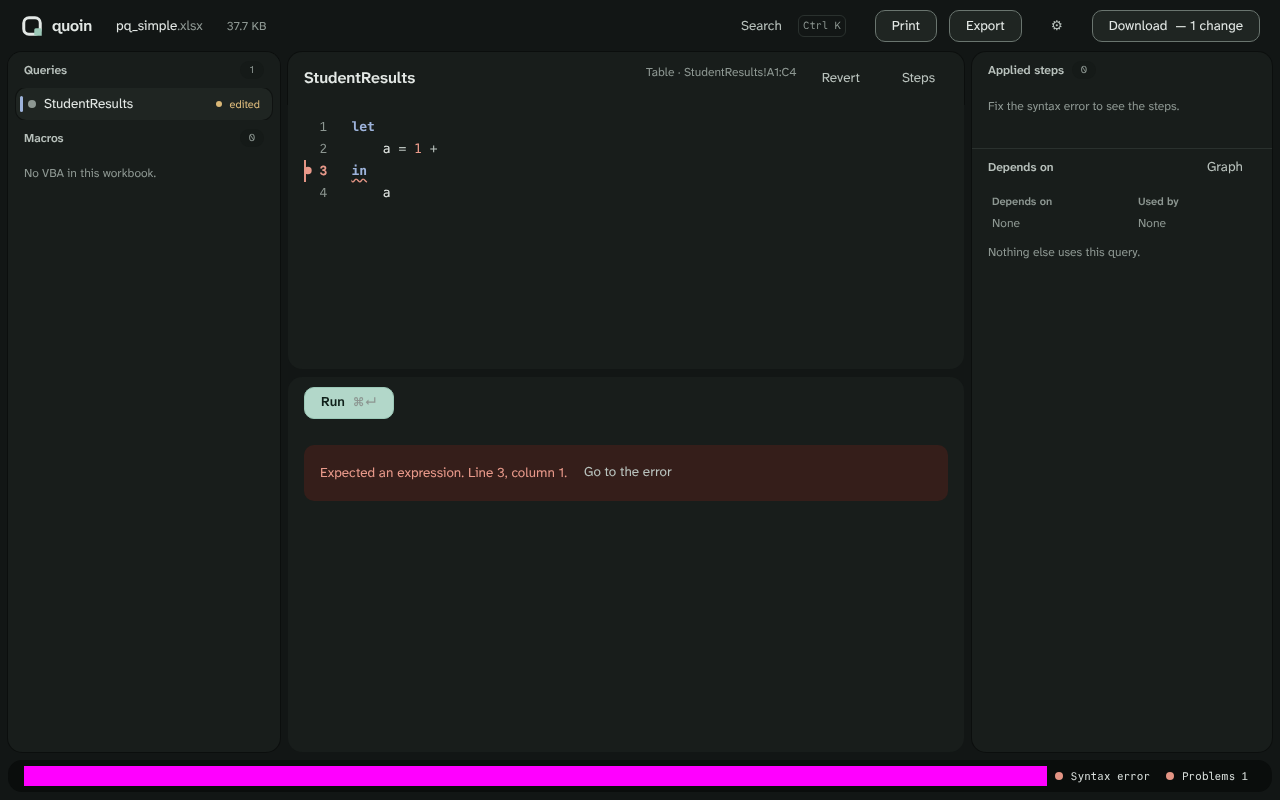 quoin pq_simple.xlsx 37.7 KB Search Ctrl K Print Export ⚙ Download — 1 change
Queries 1
StudentResults edited
Macros 0
No VBA in this workbook.
StudentResults Table · StudentResults!A1:C4 Revert Steps
1 let
2 a = 1 +
3 in
4 a
Run ⌘↵
Expected an expression. Line 3, column 1. Go to the error
Applied steps 0
Fix the syntax error to see the steps.
Depends on Graph
Depends on Used by
None None
Nothing else uses this query.
Syntax error Problems 1